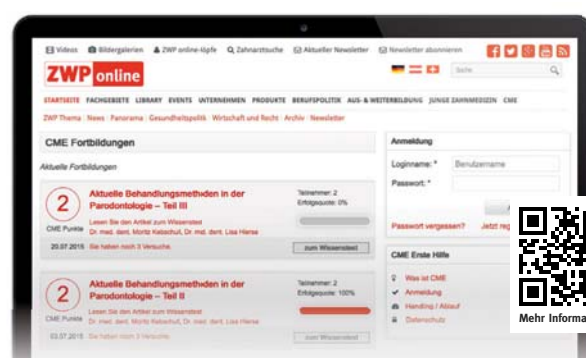 Videos Bildergalerien ZWP online-Köpfe Zahnarztsuche Aktueller Newsletter Newsletter abonnieren
ZWP online
Suche
STARTSEITE FACHGEBIETE LIBRARY EVENTS UNTERNEHMEN PRODUKTE BERUFSPOLITIK AUS- & WEITERBILDUNG JUNGE ZAHNMEDIZIN CME
ZWP Thema News Panorama Gesundheitspolitik Wirtschaft und Recht Archiv Newsletter
CME Fortbildungen
Aktuelle Fortbildungen
2
CME Punkte
Aktuelle Behandlungsmethoden in der
Parodontologie – Teil III
Lesen Sie den Artikel zum Wissenstest
Dr. med. dent. Moritz Kebschull, Dr. med. dent. Lisa Hierse
Teilnehmer: 2
Erfolgsquote: 0%
20.07.2015 Sie haben noch 3 Versuche.
zum Wissenstest
2
CME Punkte
Aktuelle Behandlungsmethoden in der
Parodontologie – Teil II
Lesen Sie den Artikel zum Wissenstest
Dr. med. dent. Moritz Kebschull, Dr. med. dent. Lisa Hierse
Teilnehmer: 2
Erfolgsquote: 100%
03.07.2015 Sie haben noch 3 Versuche.
zum Wissenstest
Anmeldung
Loginname: * Benutzername
Passwort: *
Passwort vergessen? Jetzt reg
CME Erste Hilfe
Was ist CME
Anmeldung
Handling / Ablauf
Datenschutz
Mehr Informa